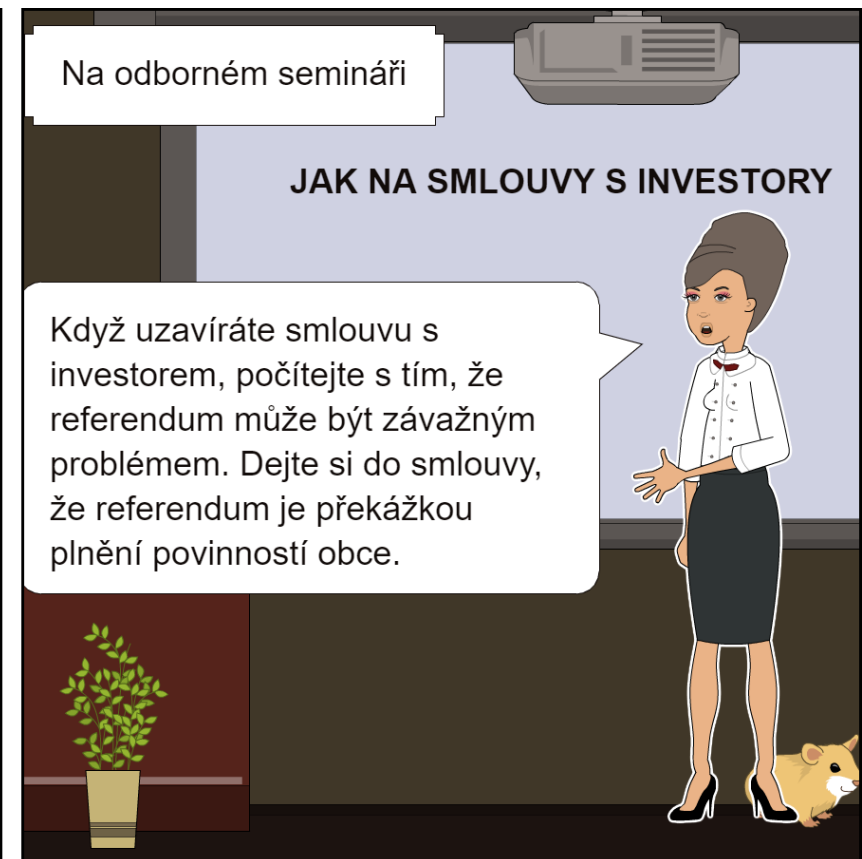 Na odborném semináři
JAK NA SMLOUVY S INVESTORY
Když uzavíráte smlouvu s
investorem, počítejte s tím, že
referendum může být závažným
problémem. Dejte si do smlouvy,
že referendum je překážkou
plnění povinností obce.